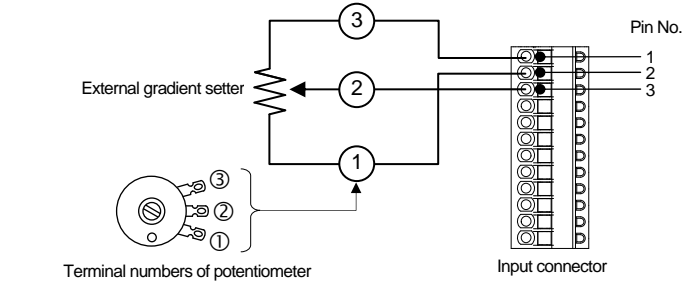 ③
Pin No.
1
2
3
External gradient setter
②
①
③
②
①
Terminal numbers of potentiometer
Input connector